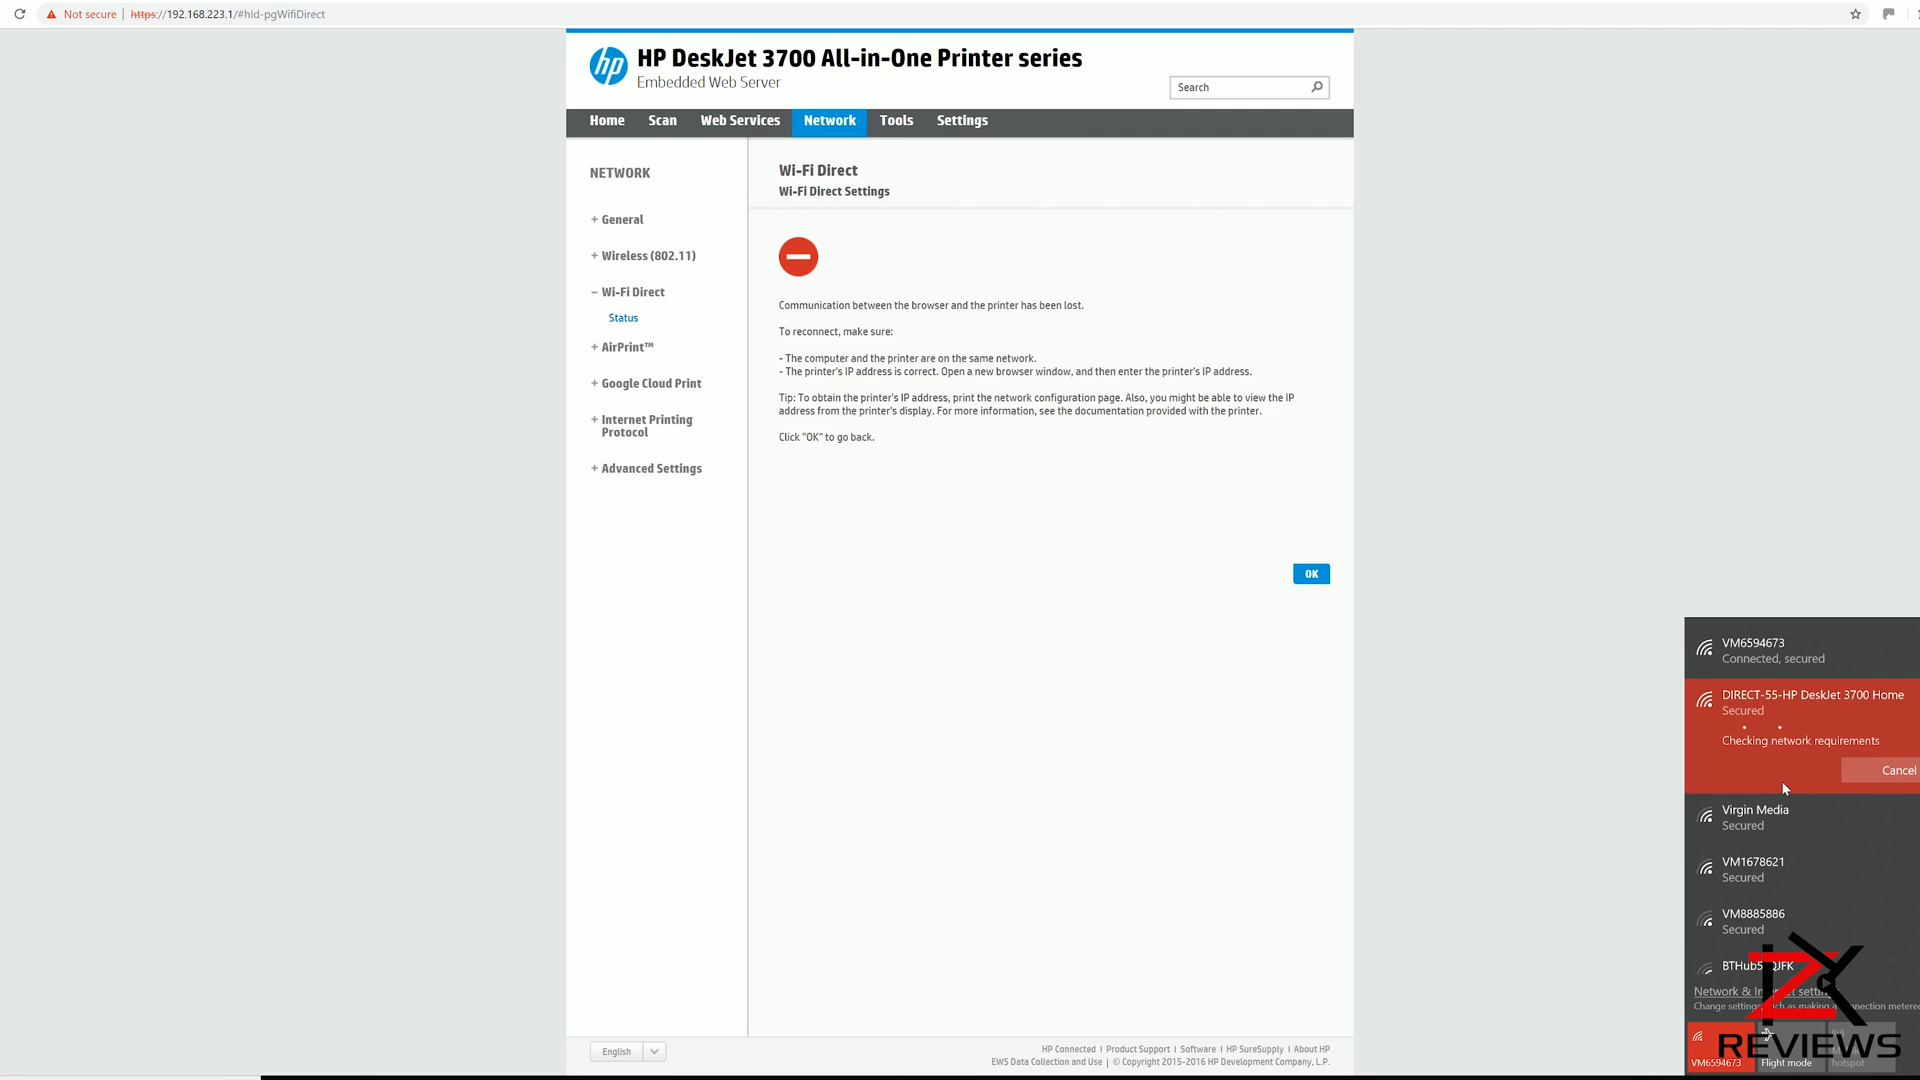 Not secure
https://192.168.223.1/#hId-pgWifiDirect
hp
HP DeskJet 3700 All-in-One Printer series
Embedded Web Server
Search
Home
Scan
Web Services
Network
Tools
Settings
NETWORK
+ General
+ Wireless (802.11)
– Wi-Fi Direct
Status
+ AirPrint™
+ Google Cloud Print
+ Internet Printing
Protocol
+ Advanced Settings
Wi-Fi Direct
Wi-Fi Direct Settings
Communication between the browser and the printer has been lost.
To reconnect, make sure:
- The computer and the printer are on the same network.
- The printer's IP address is correct. Open a new browser window, and then enter the printer's IP address.
Tip: To obtain the printer's IP address, print the network configuration page. Also, you might be able to view the IP
address from the printer's display. For more information, see the documentation provided with the printer.
Click "OK" to go back.
OK
English
HP Connected | Product Support | Software | HP SureSupply | About HP
EWS Data Collection and Use | © Copyright 2015-2016 HP Development Company, L.P.
VM6594673
Connected, secured
DIRECT-55-HP DeskJet 3700 Home
Secured
Checking network requirements
Cancel
Virgin Media
Secured
VM1678621
Secured
VM8885886
Secured
Network &
Change
making a connection metered
VM6594673
Flight mode
hotspot
REVIEWS